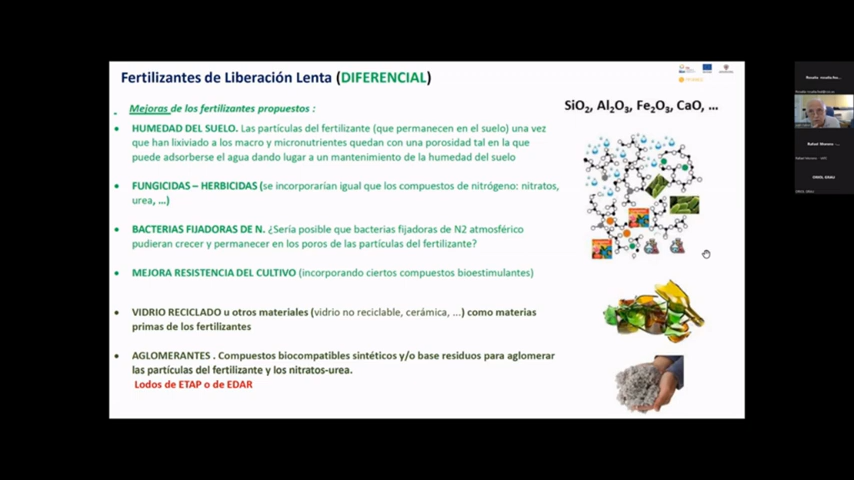 Fertilizantes de Liberación Lenta (DIFERENCIAL)
Mejoras de los fertilizantes propuestos :
SiO2, Al2O3, Fe2O3, CaO, ...
• HUMEDAD DEL SUELO. Las partículas del fertilizante (que permanecen en el suelo) una vez
que han lixiviado a los macro y micronutrientes quedan con una porosidad tal en la que
puede adsorberse el agua dando lugar a un mantenimiento de la humedad del suelo
• FUNGICIDAS – HERBICIDAS (se incorporarían igual que los compuestos de nitrógeno: nitratos,
urea, ...)
• BACTERIAS FIJADORAS DE N. ¿Sería posible que bacterias fijadoras de N2 atmosférico
pudieran crecer y permanecer en los poros de las partículas del fertilizante?
• MEJORA RESISTENCIA DEL CULTIVO (incorporando ciertos compuestos bioestimulantes)
• VIDRIO RECICLADO u otros materiales (vidrio no reciclable, cerámica, ...) como materias
primas de los fertilizantes
• AGLOMERANTES . Compuestos biocompatibles sintéticos y/o base residuos para aglomerar
las partículas del fertilizante y los nitratos-urea.
Lodos de ETAP o de EDAR